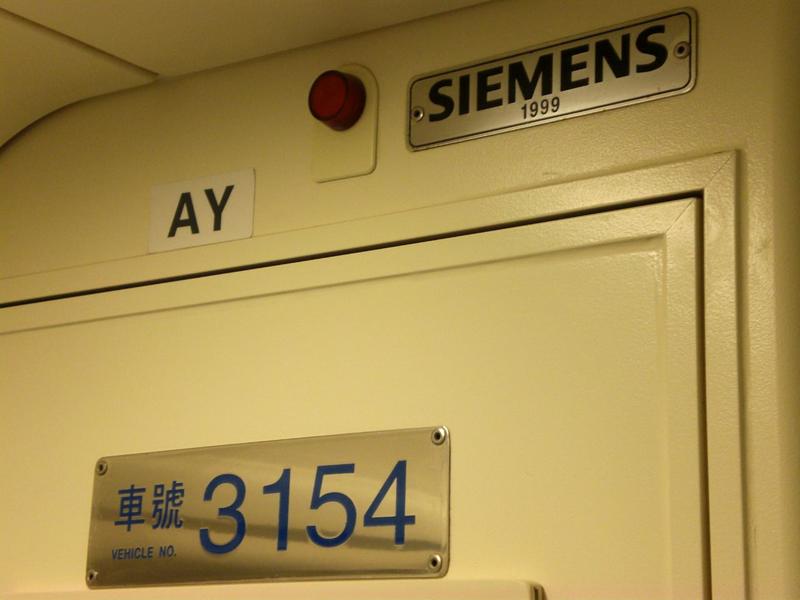 SIEMENS
1999
AY
車號 3154
VEHICLE NO.